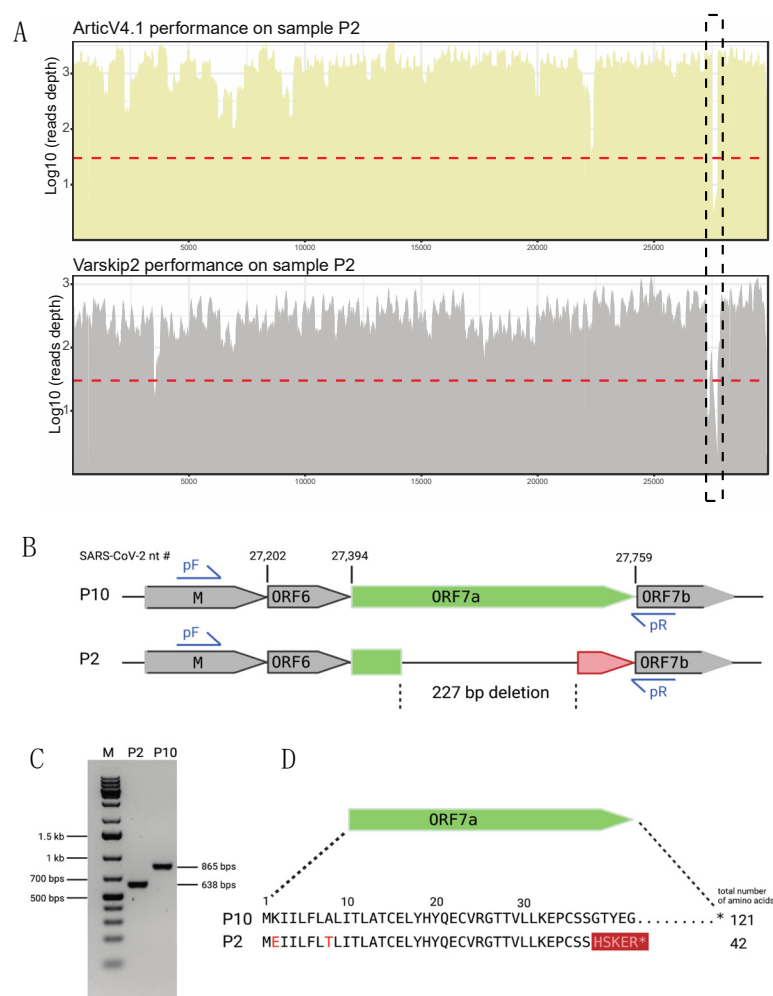 A
ArticV4.1 performance on sample P2
Log10 (reads depth)
3
2
1
5000 10000 15000 20000 25000
Varskip2 performance on sample P2
Log10 (reads depth)
3
2
1
5000 10000 15000 20000 25000
B
SARS-CoV-2 nt # 27,202 27,394 27,759
pF
P10 M ORF6 ORF7a ORF7b
pR
pF
P2 M ORF6 ORF7b
pR
227 bp deletion
C
M P2 P10
1.5 kb
1 kb
865 bps
700 bps
638 bps
500 bps
D
ORF7a
total number
of amino acids
1 10 20 30
P10 MKIILFLALITLATCELYHYQECVRGTTVLLKEPCSSGTYEG......... * 121
P2 MEIILFLTLITLATCELYHYQECVRGTTVLLKEPCSSHSKER* 42